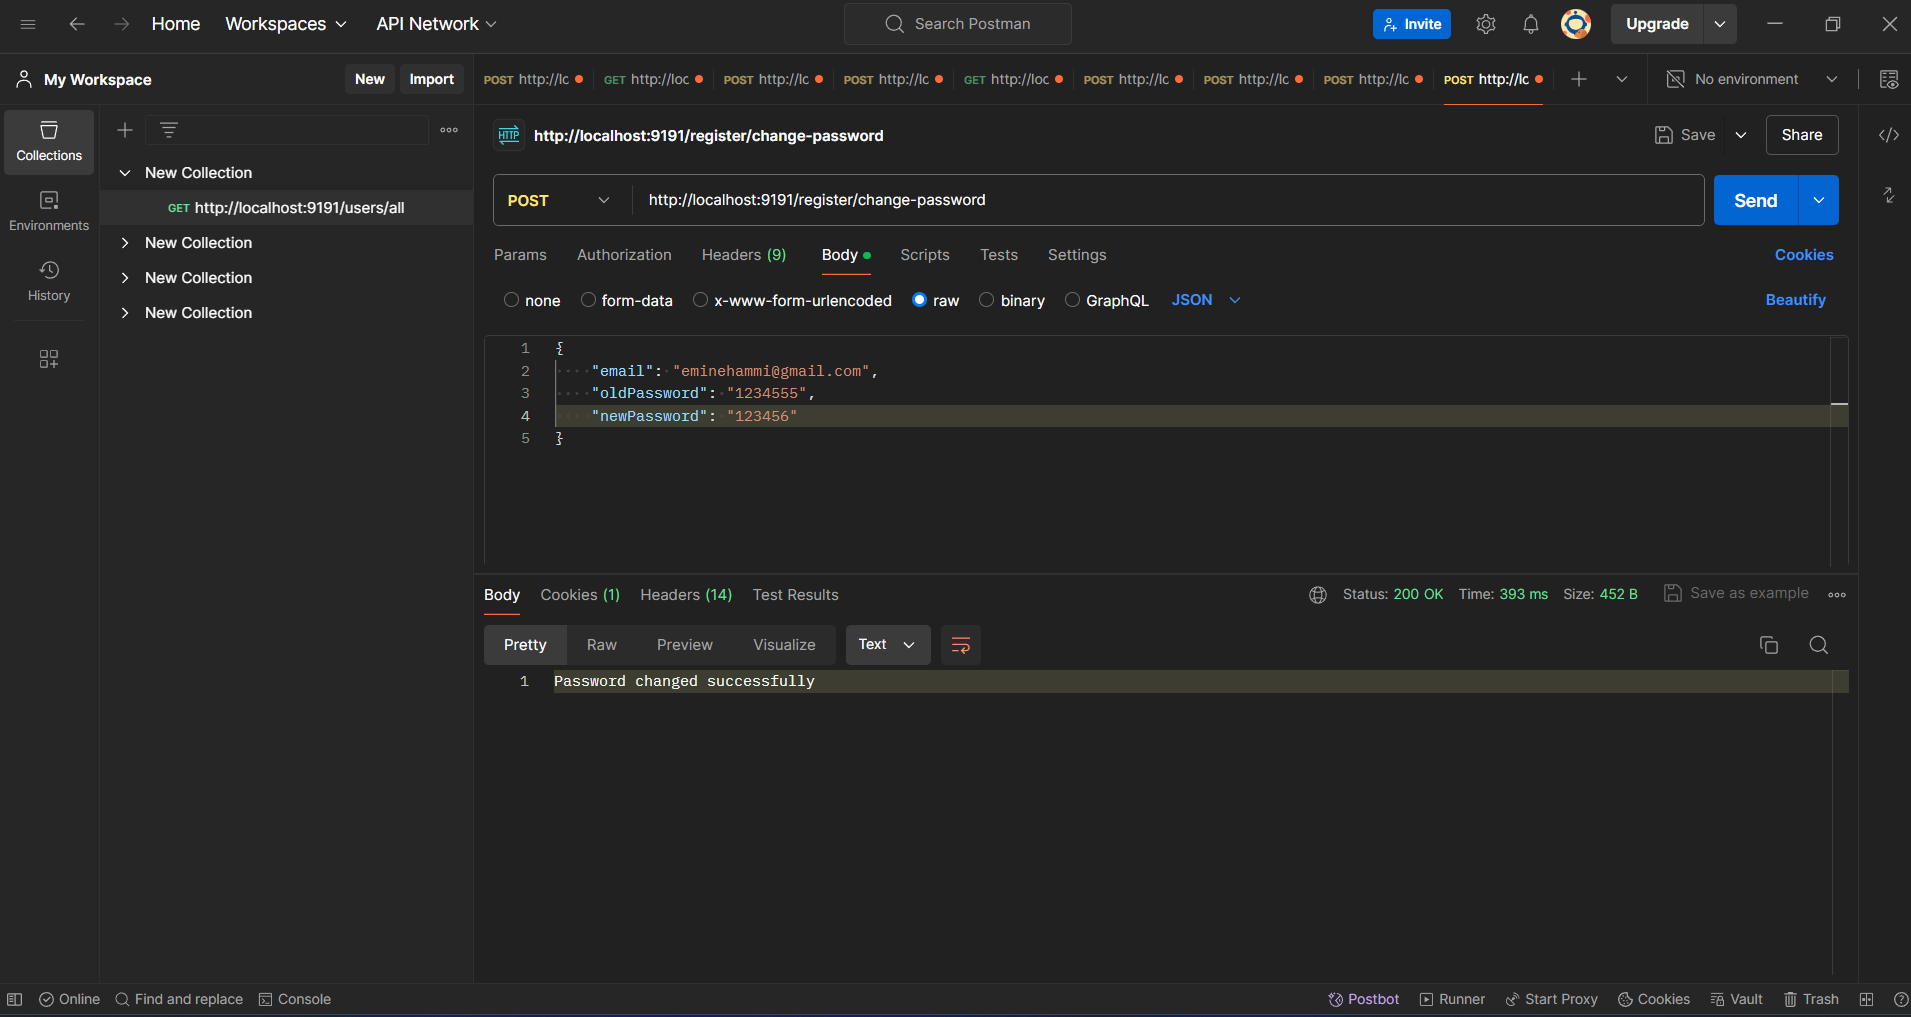 Home Workspaces API Network Search Postman Invite Upgrade
My Workspace New Import POST http://lc GET http://loc POST http://lc POST http://lc GET http://loc POST http://lc POST http://lc POST http://lc POST http://lc No environment
Collections
Environments
History
New Collection
GET http://localhost:9191/users/all
New Collection
New Collection
New Collection
HTTP http://localhost:9191/register/change-password Save Share
POST http://localhost:9191/register/change-password Send
Params Authorization Headers (9) Body Scripts Tests Settings Cookies
none form-data x-www-form-urlencoded raw binary GraphQL JSON Beautify
1 {
2 "email": "eminehammi@gmail.com",
3 "oldPassword": "1234555",
4 "newPassword": "123456"
5 }
Body Cookies (1) Headers (14) Test Results Status: 200 OK Time: 393 ms Size: 452 B Save as example
Pretty Raw Preview Visualize Text
1 Password changed successfully
Online Find and replace Console Postbot Runner Start Proxy Cookies Vault Trash